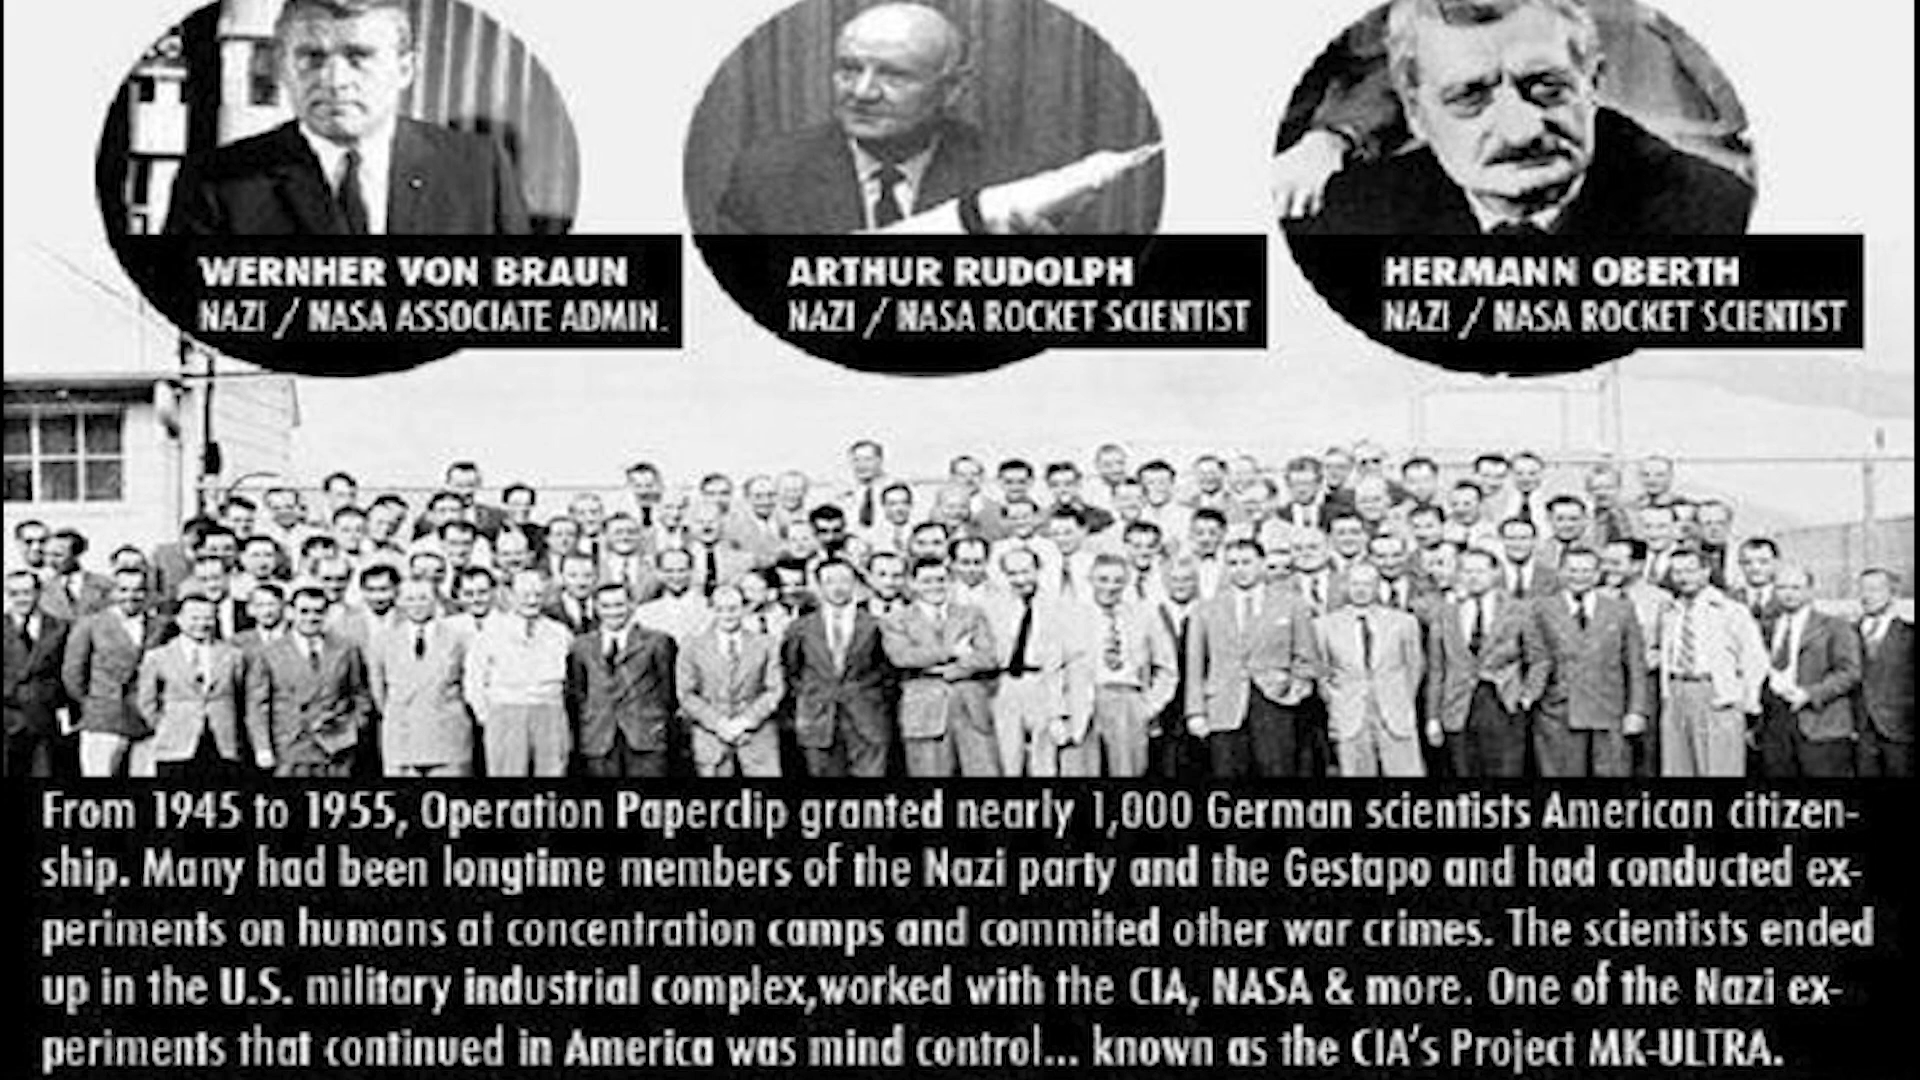 WERNHER VON BRAUN
NAZI / NASA ASSOCIATE ADMIN.
ARTHUR RUDOLPH
NAZI / NASA ROCKET SCIENTIST
HERMANN OBERTH
NAZI / NASA ROCKET SCIENTIST
From 1945 to 1955, Operation Paperclip granted nearly 1,000 German scientists American citizen-
ship. Many had been longtime members of the Nazi party and the Gestapo and had conducted ex-
periments on humans at concentration camps and commited other war crimes. The scientists ended
up in the U.S. military industrial complex,worked with the CIA, NASA & more. One of the Nazi ex-
periments that continued in America was mind control... known as the CIA's Project MK-ULTRA.